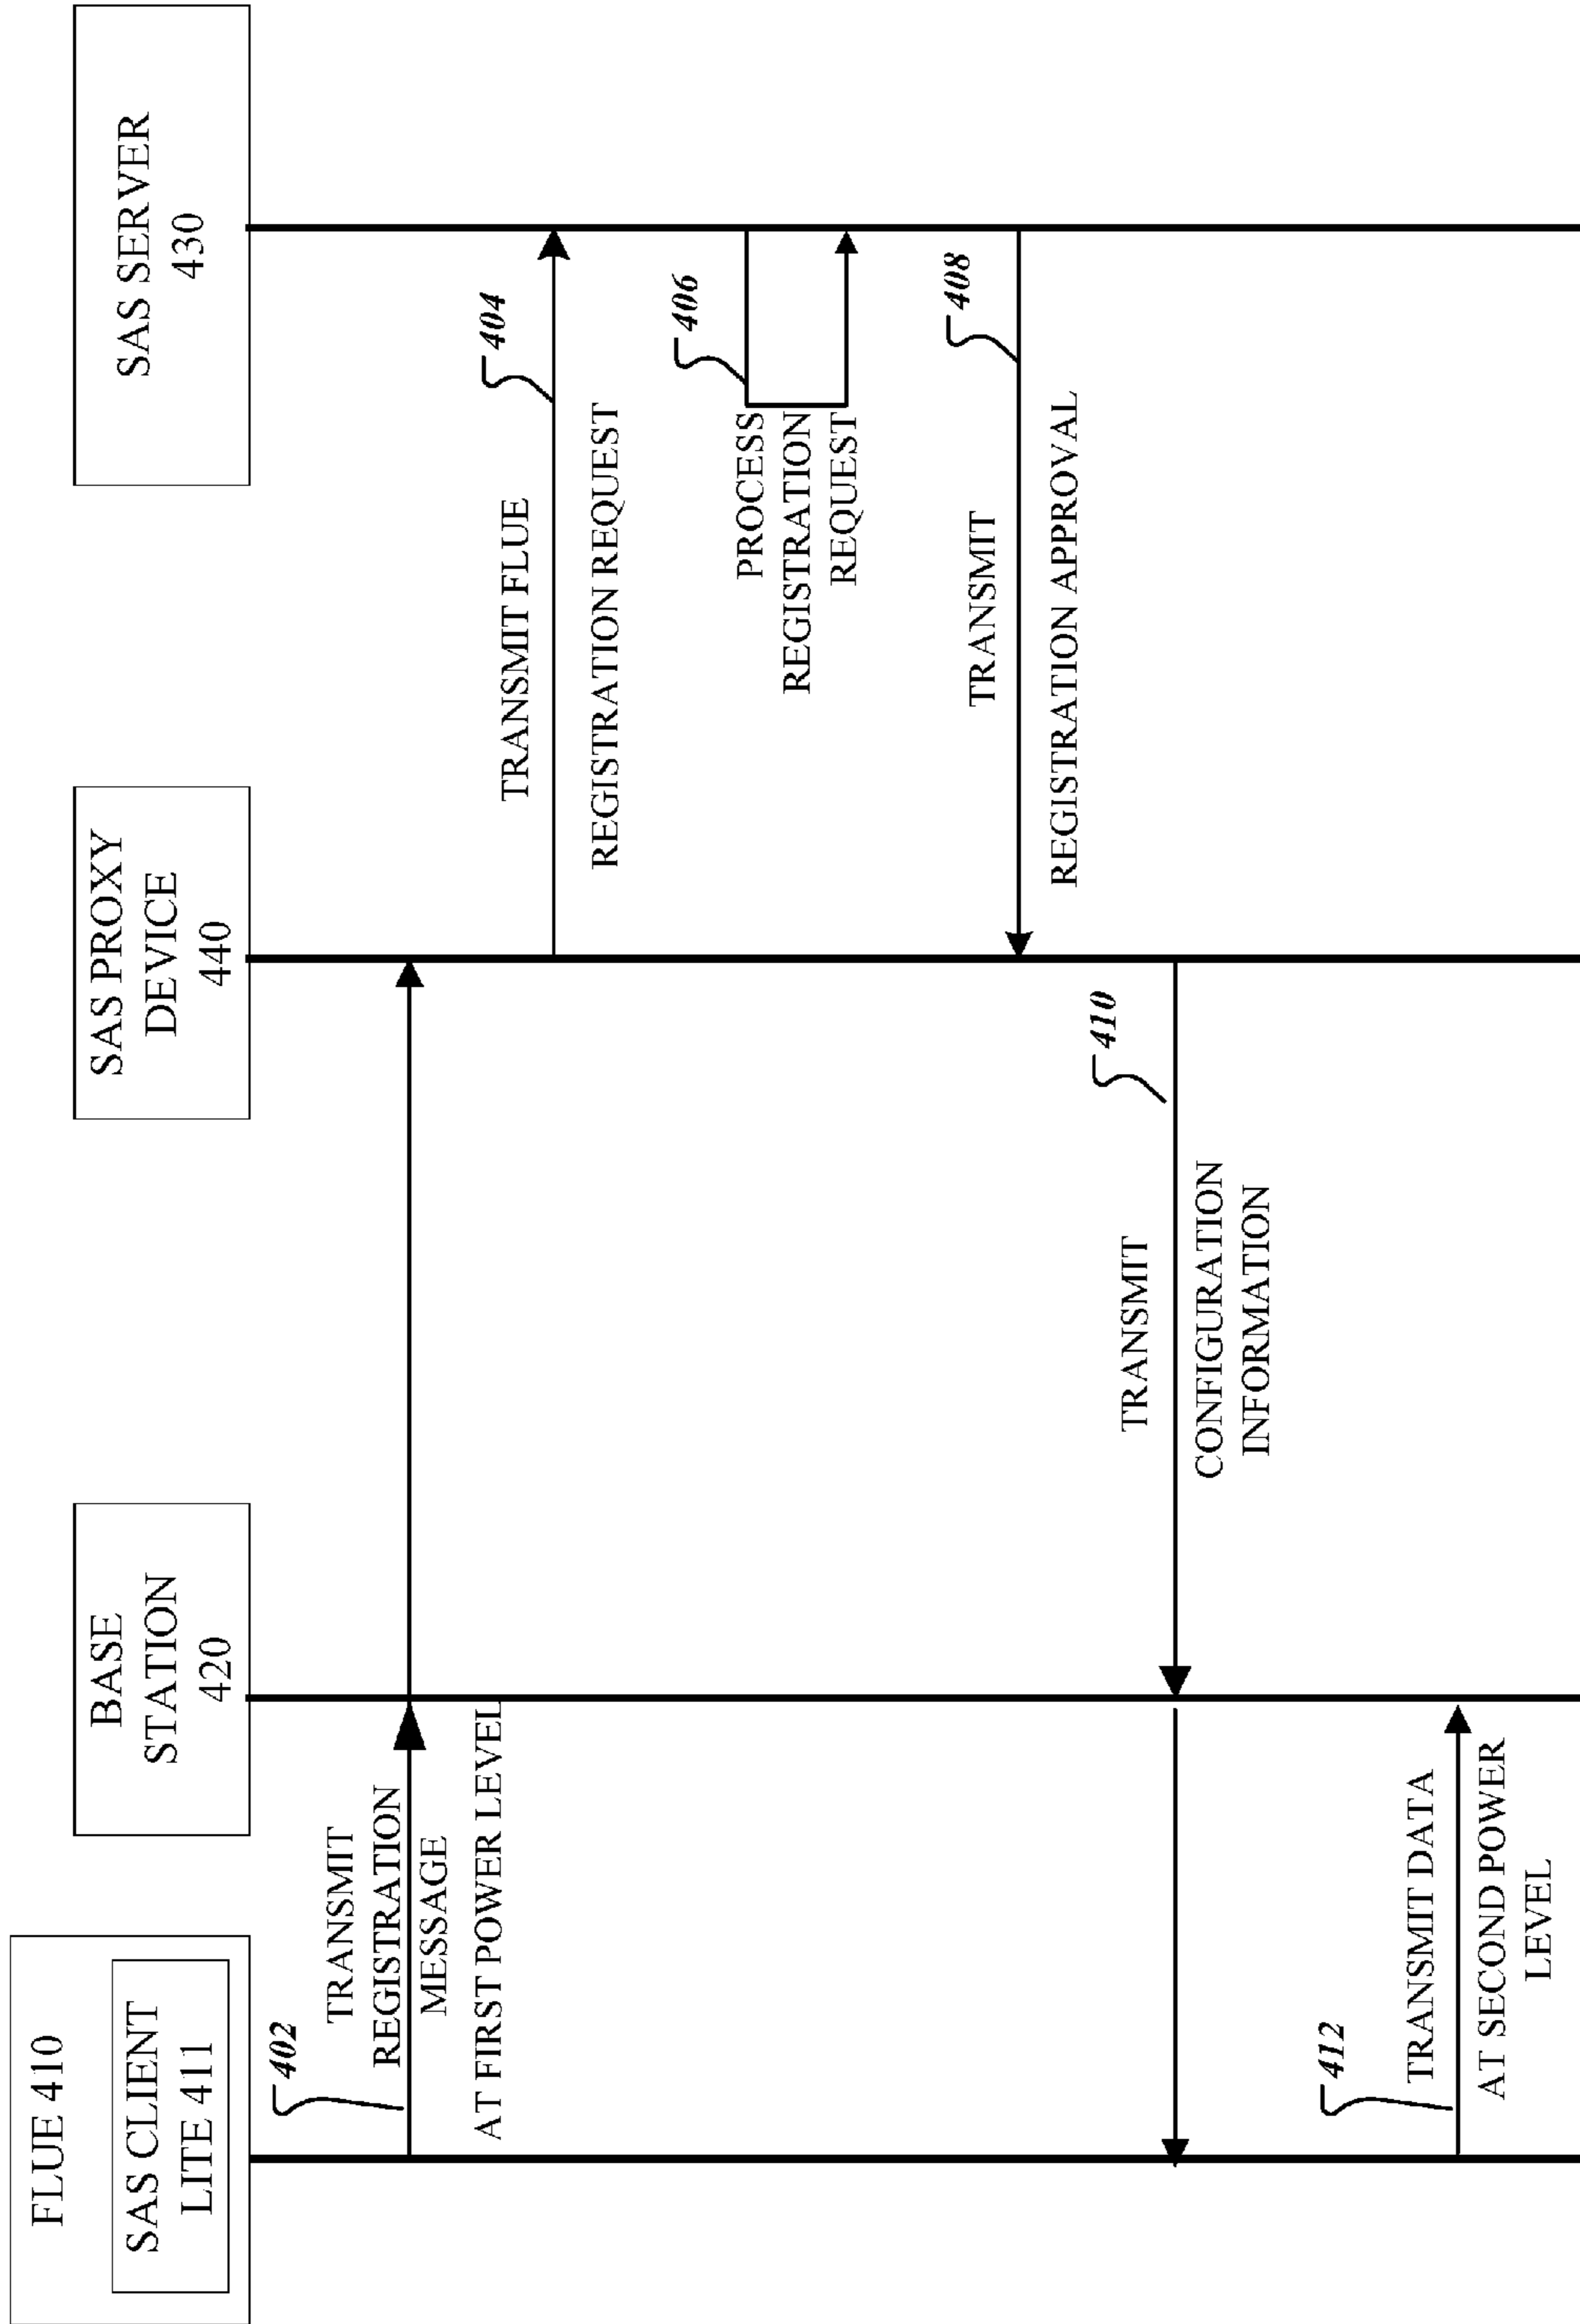 FLUE 410
SAS CLIENT
LITE 411
BASE
STATION
420
SAS PROXY
DEVICE
440
SAS SERVER
430
402
TRANSMIT
REGISTRATION
MESSAGE
AT FIRST POWER LEVEL
404
TRANSMIT FLUE
REGISTRATION REQUEST
406
PROCESS
REGISTRATION
REQUEST
408
TRANSMIT
REGISTRATION APPROVAL
410
TRANSMIT
CONFIGURATION
INFORMATION
412
TRANSMIT DATA
AT SECOND POWER
LEVEL